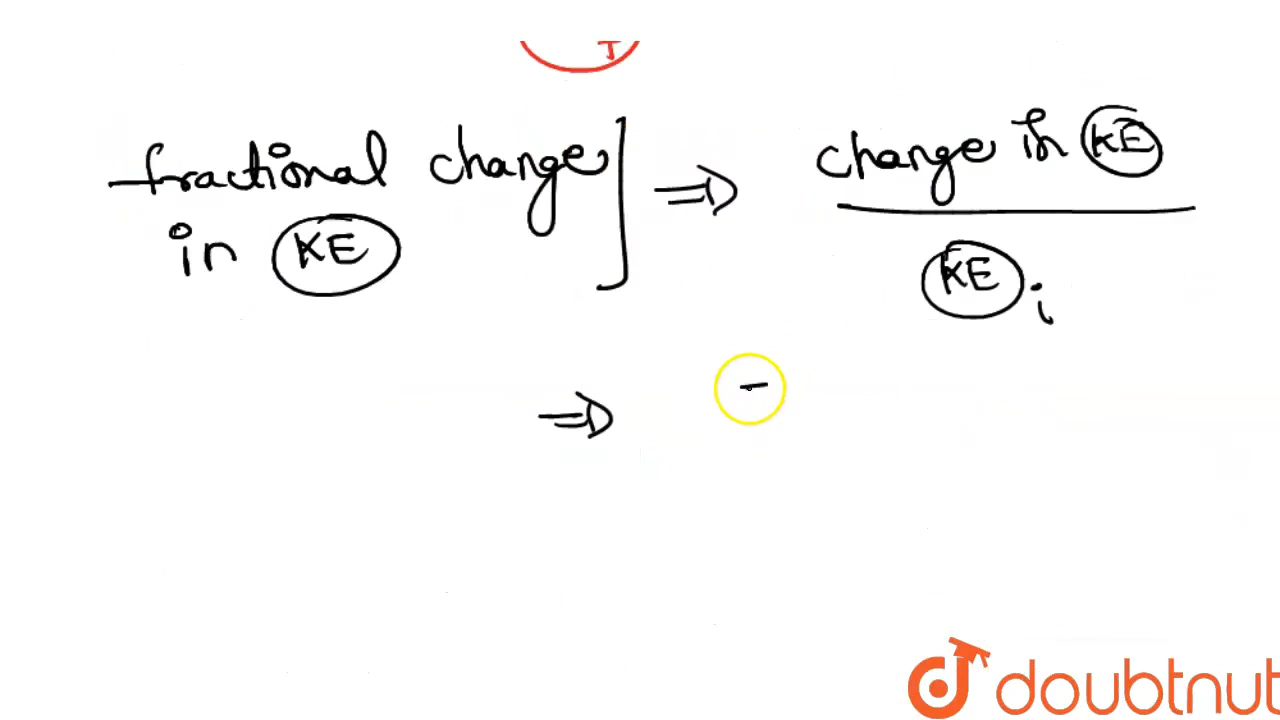 I
fractional change
in KE
⇒
change in KE
KE i
⇒
-
doubtnut